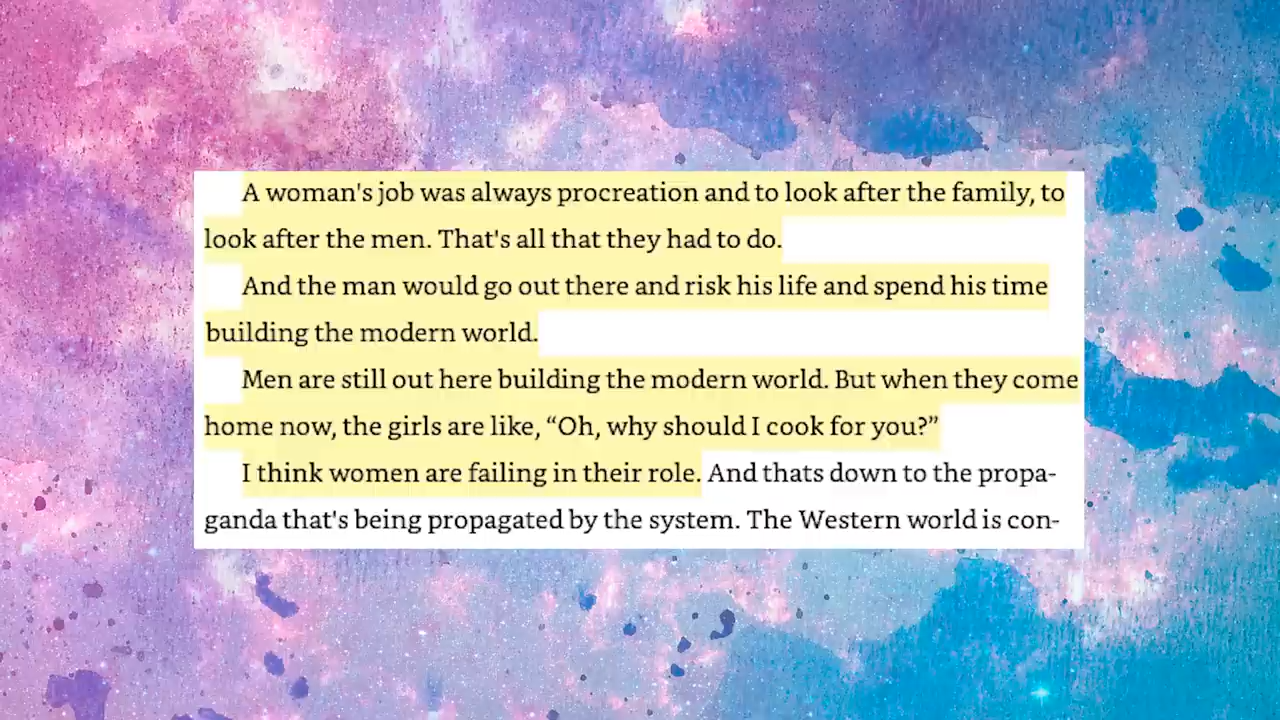 A woman's job was always procreation and to look after the family, to
look after the men. That's all that they had to do.
And the man would go out there and risk his life and spend his time
building the modern world.
Men are still out here building the modern world. But when they come
home now, the girls are like, “Oh, why should I cook for you?”
I think women are failing in their role. And thats down to the propa-
ganda that's being propagated by the system. The Western world is con-